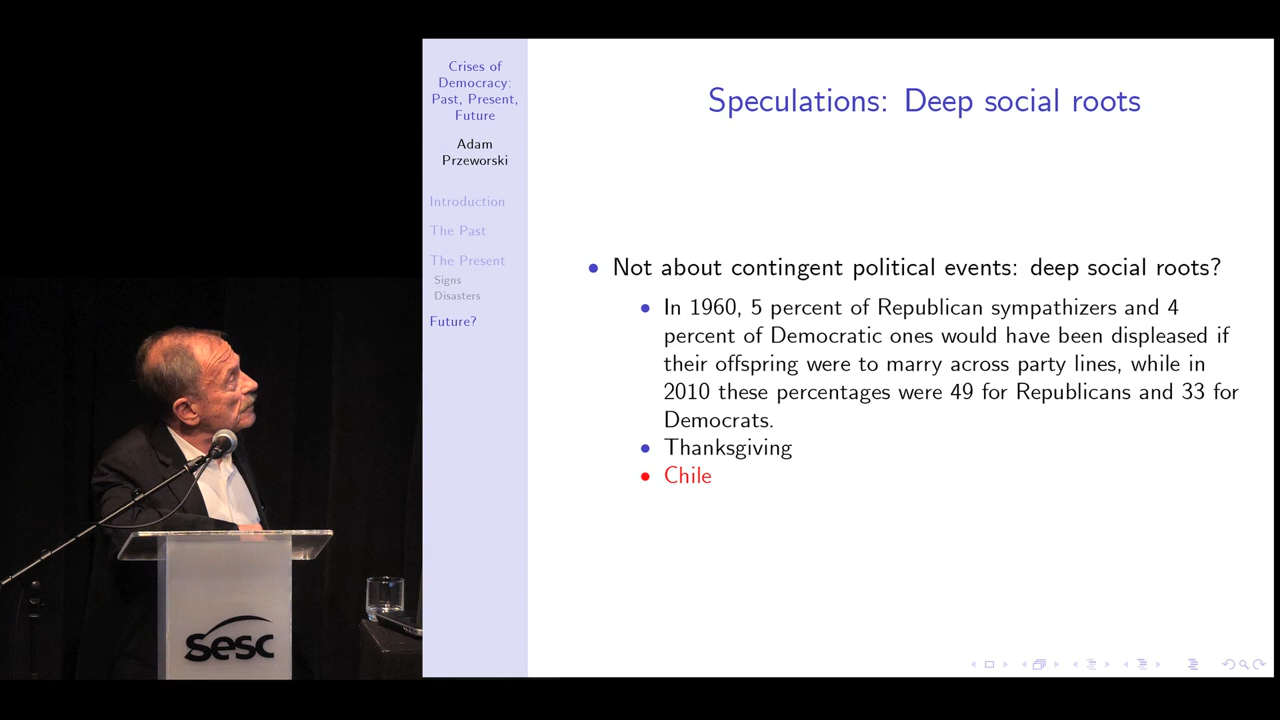 Crises of
Democracy:
Past, Present,
Future
Adam
Przeworski
Introduction
The Past
The Present
Signs
Disasters
Future?
Speculations: Deep social roots
• Not about contingent political events: deep social roots?
• In 1960, 5 percent of Republican sympathizers and 4
percent of Democratic ones would have been displeased if
their offspring were to marry across party lines, while in
2010 these percentages were 49 for Republicans and 33 for
Democrats.
• Thanksgiving
• Chile
sesc